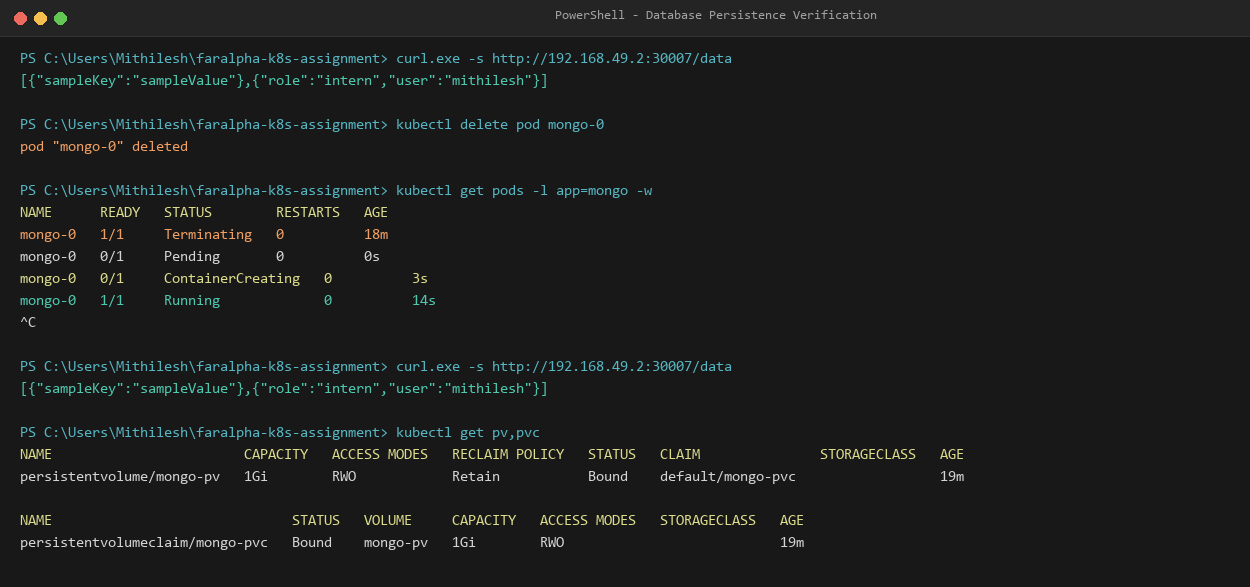 PowerShell - Database Persistence Verification
PS C:\Users\Mithilesh\faralpha-k8s-assignment> curl.exe -s http://192.168.49.2:30007/data
[{"sampleKey":"sampleValue"},{"role":"intern","user":"mithilesh"}]
PS C:\Users\Mithilesh\faralpha-k8s-assignment> kubectl delete pod mongo-0
pod "mongo-0" deleted
PS C:\Users\Mithilesh\faralpha-k8s-assignment> kubectl get pods -l app=mongo -w
NAME      READY   STATUS        RESTARTS   AGE
mongo-0   1/1     Terminating   0          18m
mongo-0   0/1     Pending       0          0s
mongo-0   0/1     ContainerCreating   0          3s
mongo-0   1/1     Running             0          14s
^C
PS C:\Users\Mithilesh\faralpha-k8s-assignment> curl.exe -s http://192.168.49.2:30007/data
[{"sampleKey":"sampleValue"},{"role":"intern","user":"mithilesh"}]
PS C:\Users\Mithilesh\faralpha-k8s-assignment> kubectl get pv,pvc
NAME                        CAPACITY   ACCESS MODES   RECLAIM POLICY   STATUS   CLAIM               STORAGECLASS   AGE
persistentvolume/mongo-pv   1Gi        RWO            Retain           Bound    default/mongo-pvc                  19m
NAME                              STATUS   VOLUME     CAPACITY   ACCESS MODES   STORAGECLASS   AGE
persistentvolumeclaim/mongo-pvc   Bound    mongo-pv   1Gi        RWO                           19m